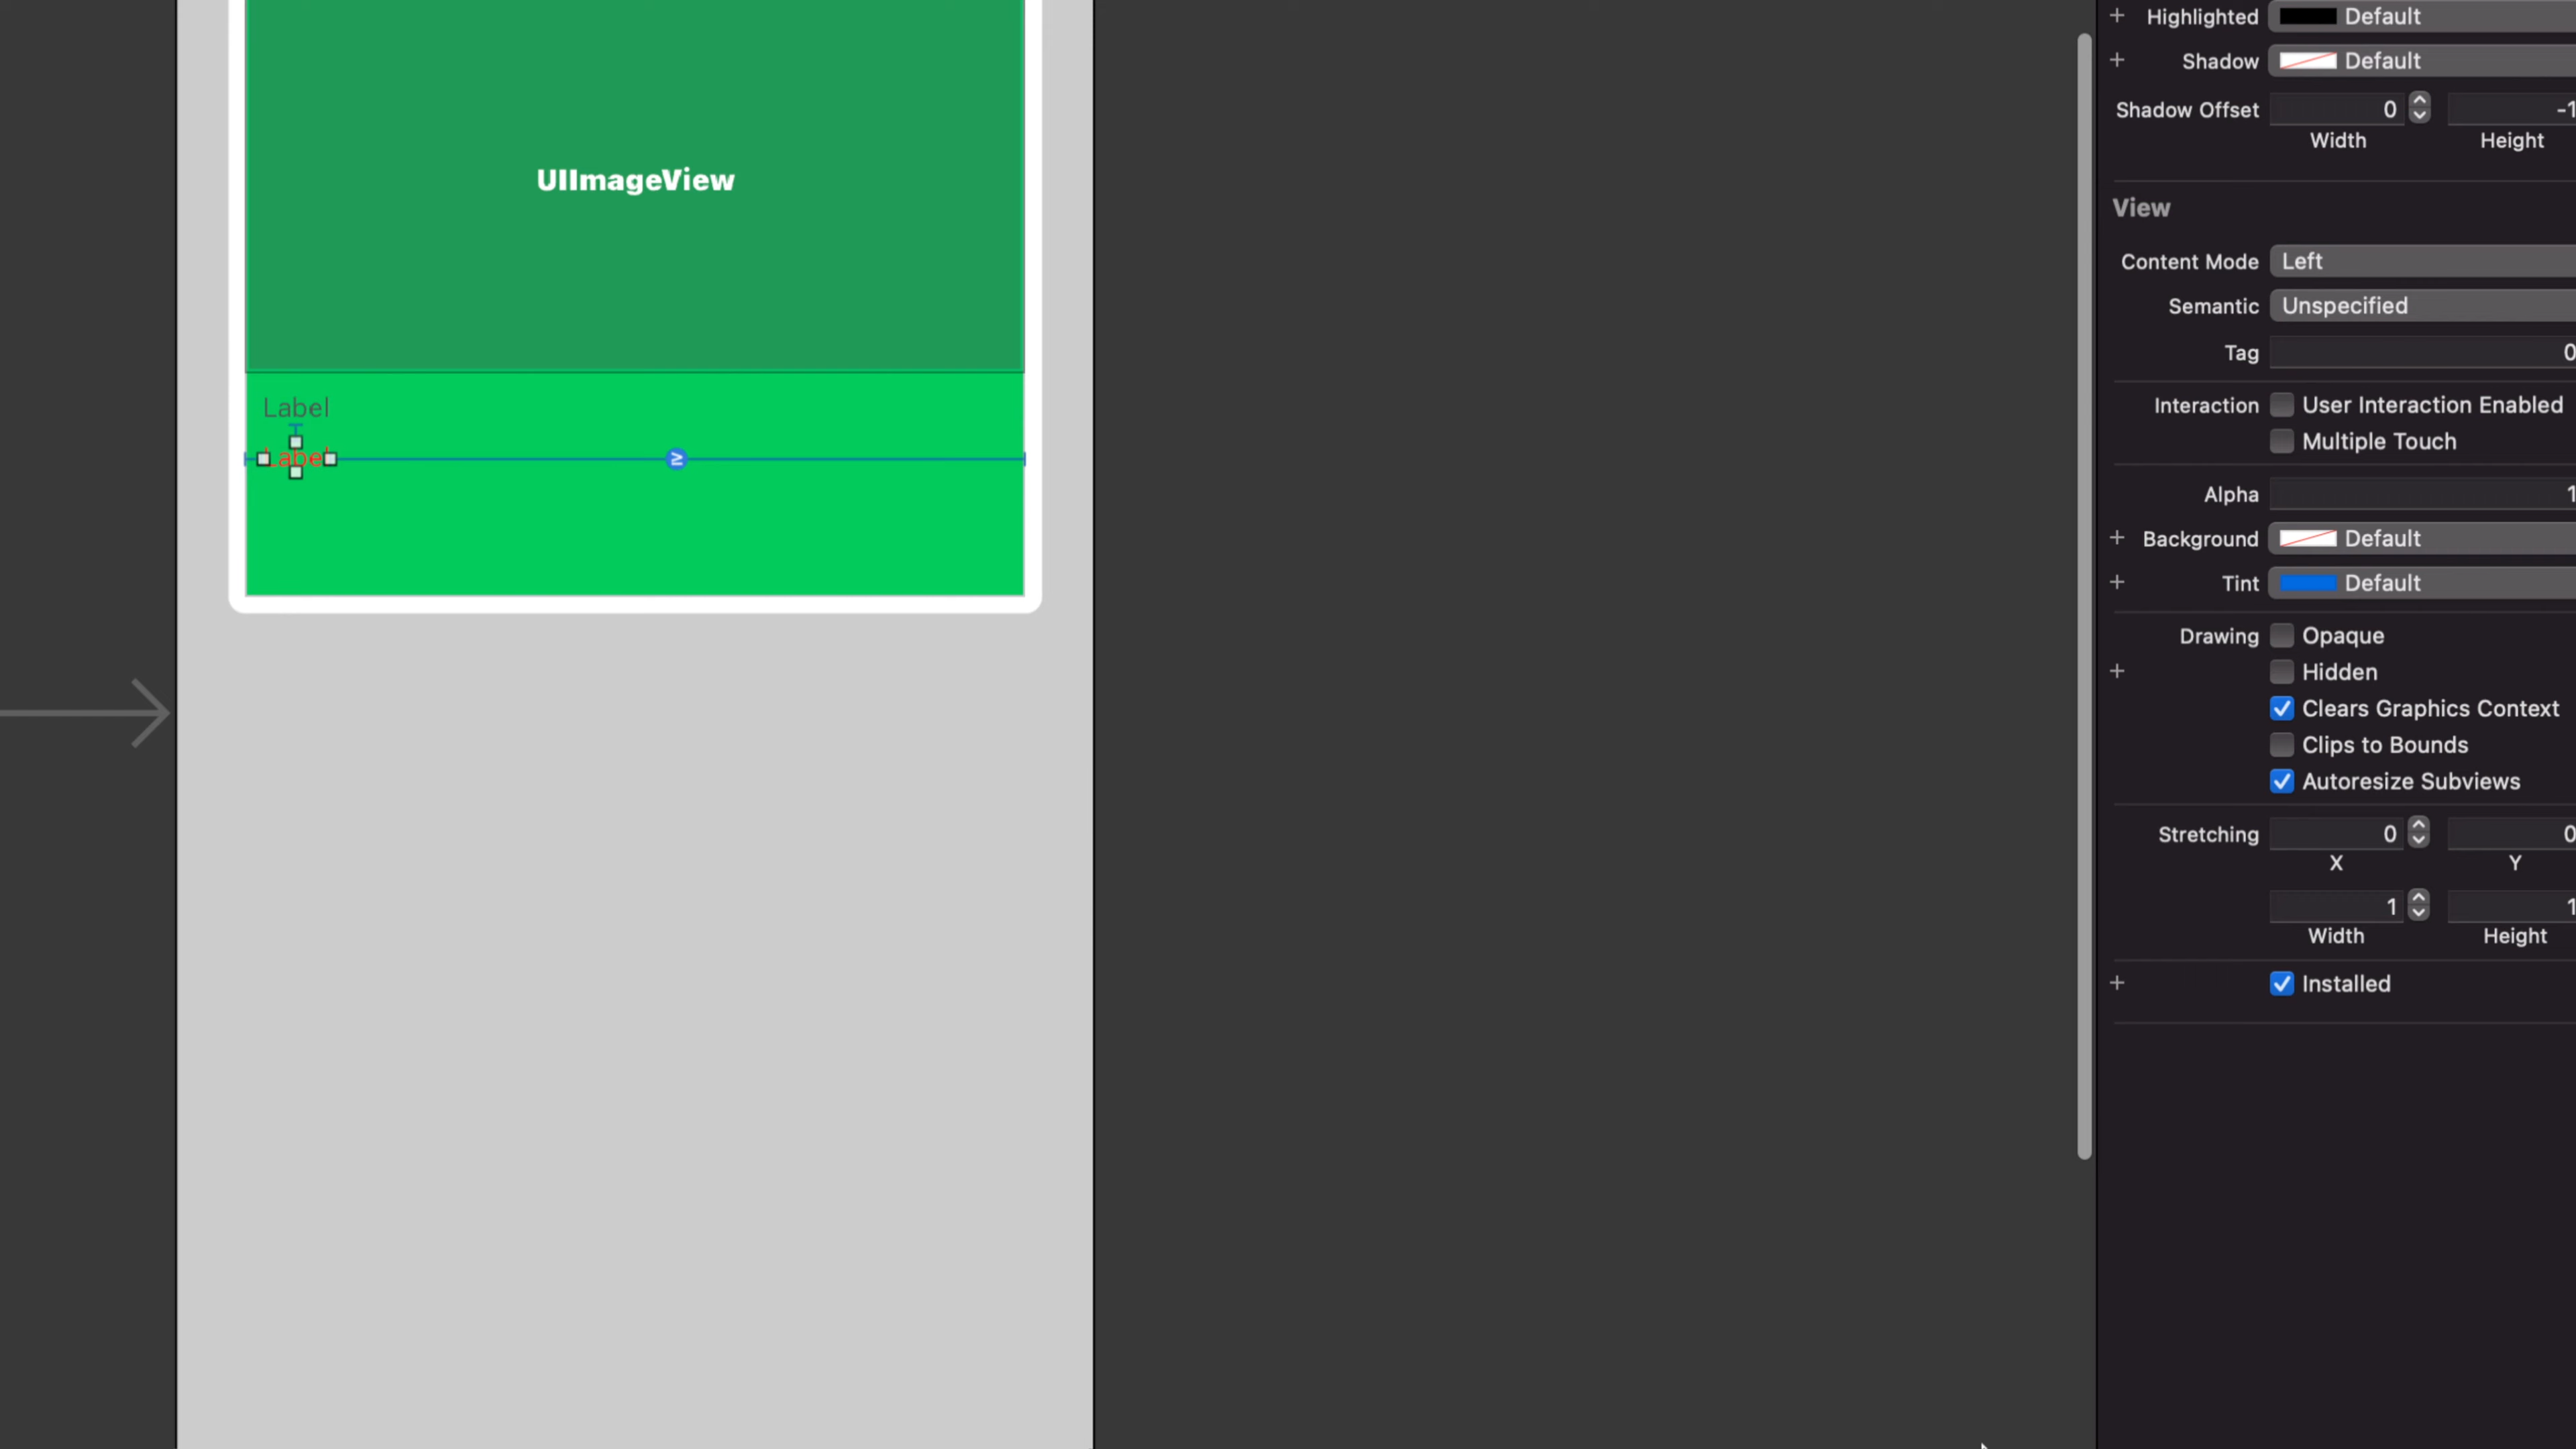 UIImageView
Label
Label
≥
Highlighted Default
Shadow Default
Shadow Offset 0 -1
Width Height
View
Content Mode Left
Semantic Unspecified
Tag 0
Interaction User Interaction Enabled
Multiple Touch
Alpha 1
Background Default
Tint Default
Drawing Opaque
Hidden
Clears Graphics Context
Clips to Bounds
Autoresize Subviews
Stretching 0 0
X Y
1 1
Width Height
Installed